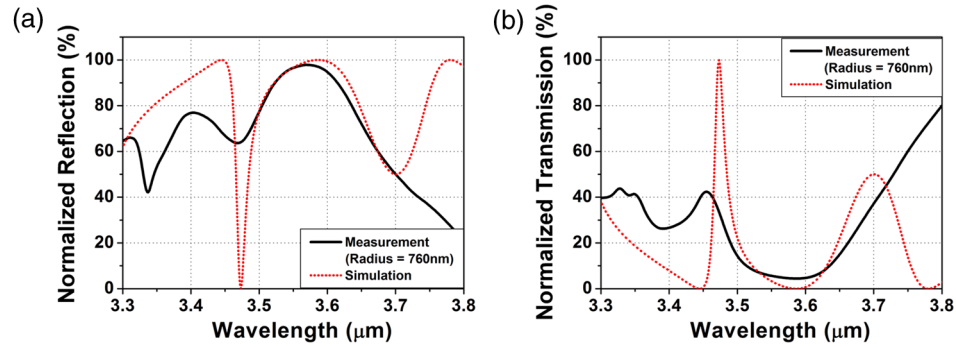 (a)
Normalized Reflection (%)
100
80
60
40
20
0
3.3 3.4 3.5 3.6 3.7 3.8
Wavelength (μm)
Measurement
(Radius = 760nm)
Simulation
(b)
Normalized Transmission (%)
100
80
60
40
20
0
3.3 3.4 3.5 3.6 3.7 3.8
Wavelength (μm)
Measurement
(Radius = 760nm)
Simulation